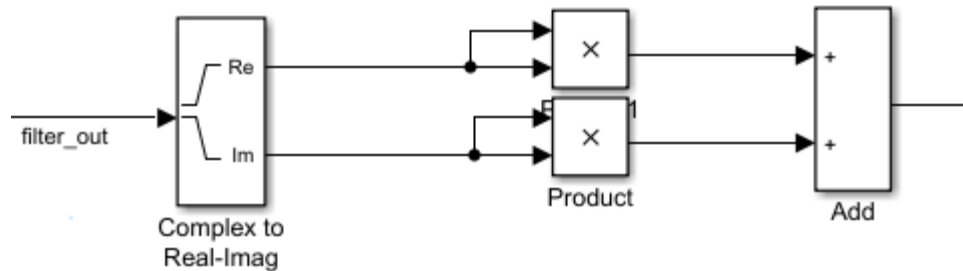 Re
×
filter_out
Im
×
+
+
Complex to
Real-Imag
Product
Add